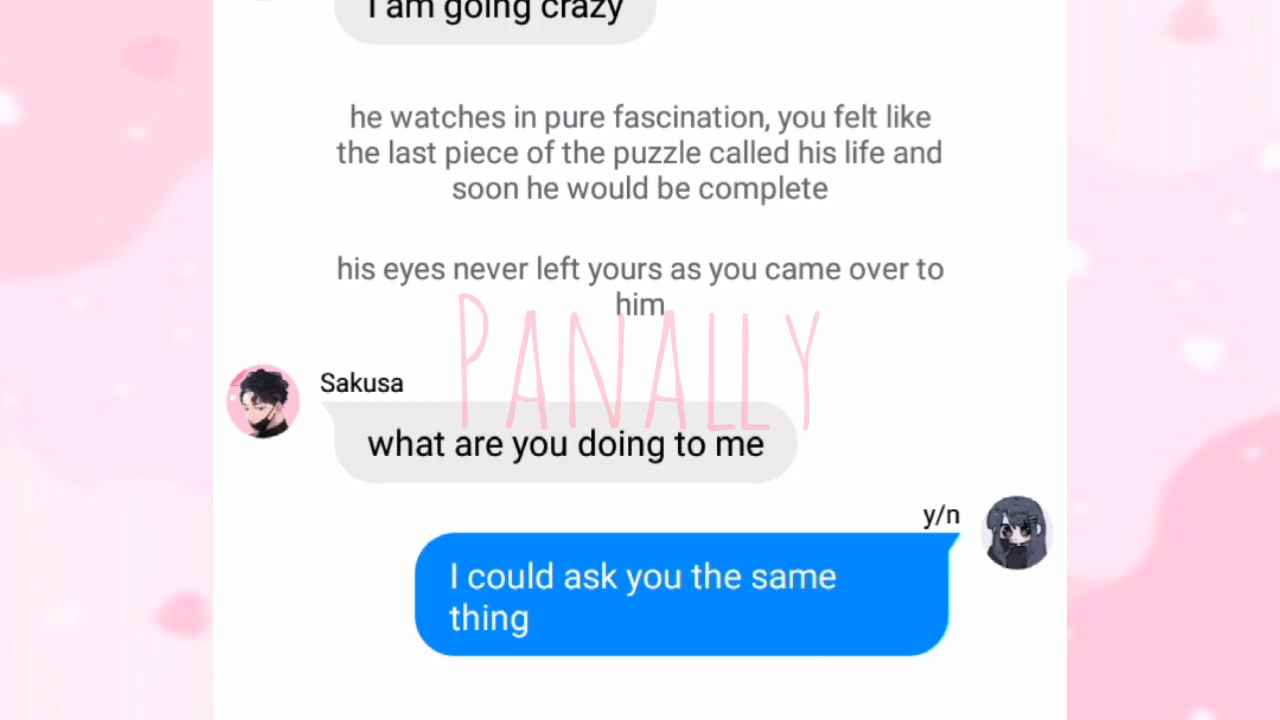 I am going crazy
he watches in pure fascination, you felt like
the last piece of the puzzle called his life and
soon he would be complete
his eyes never left yours as you came over to
him
PANALLY
Sakusa
what are you doing to me
y/n
I could ask you the same
thing